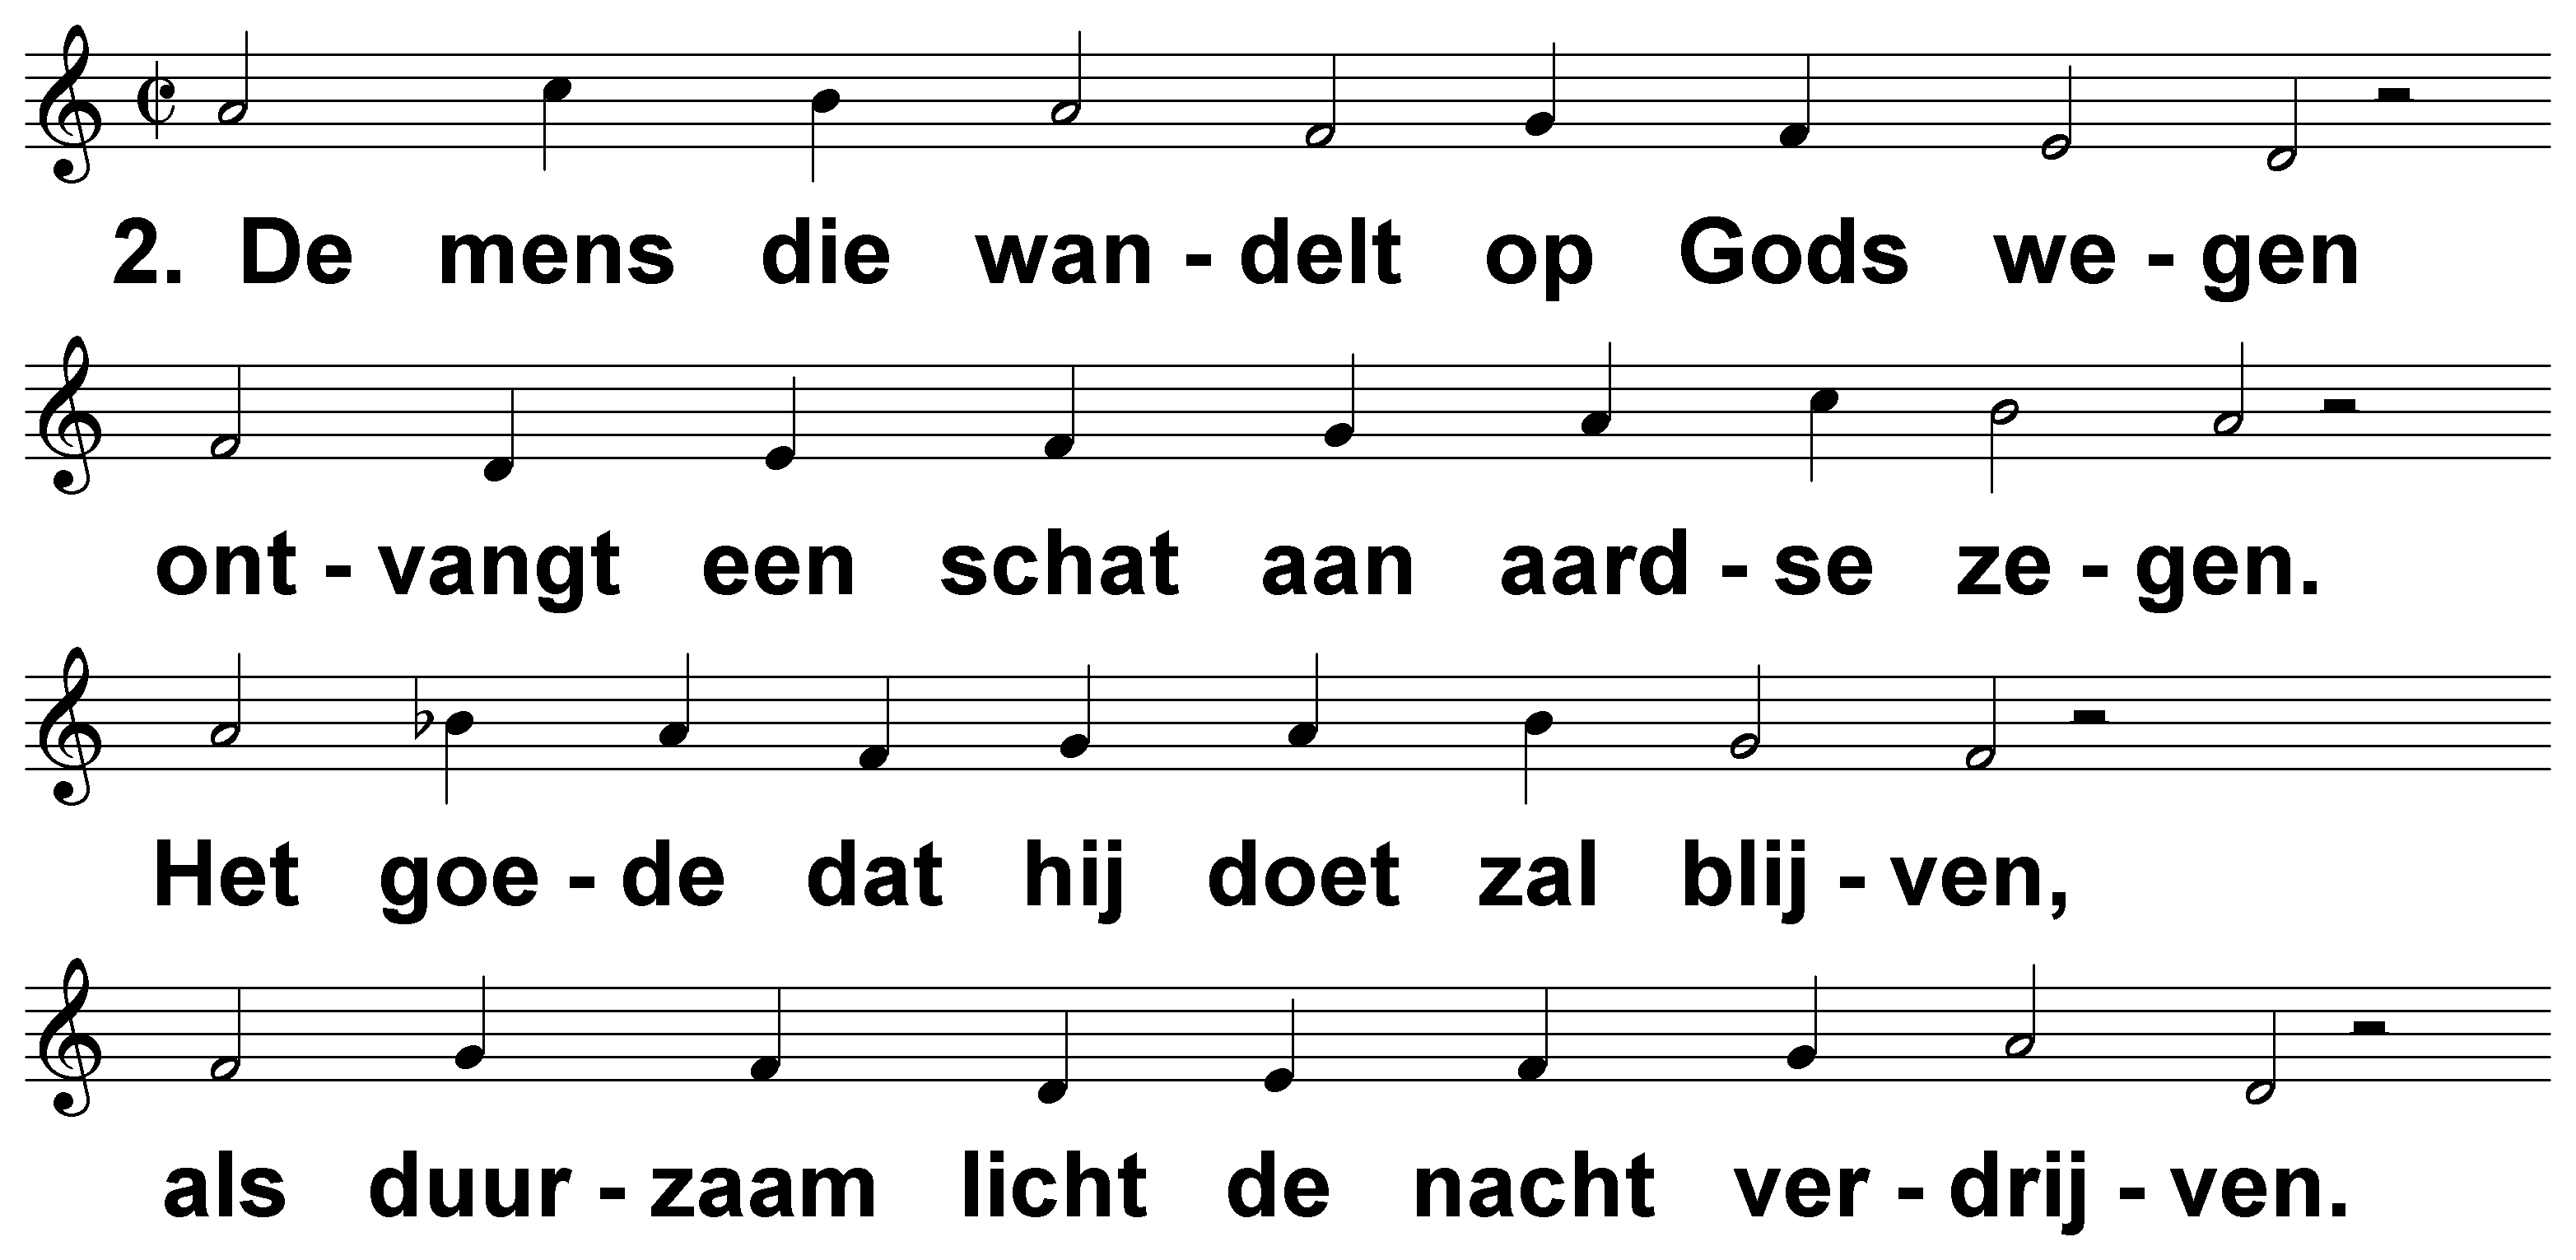 2. De mens die wan - delt op Gods we - gen
ont - vangt een schat aan aard - se ze - gen.
Het goe - de dat hij doet zal blij - ven,
als duur - zaam licht de nacht ver - drij - ven.